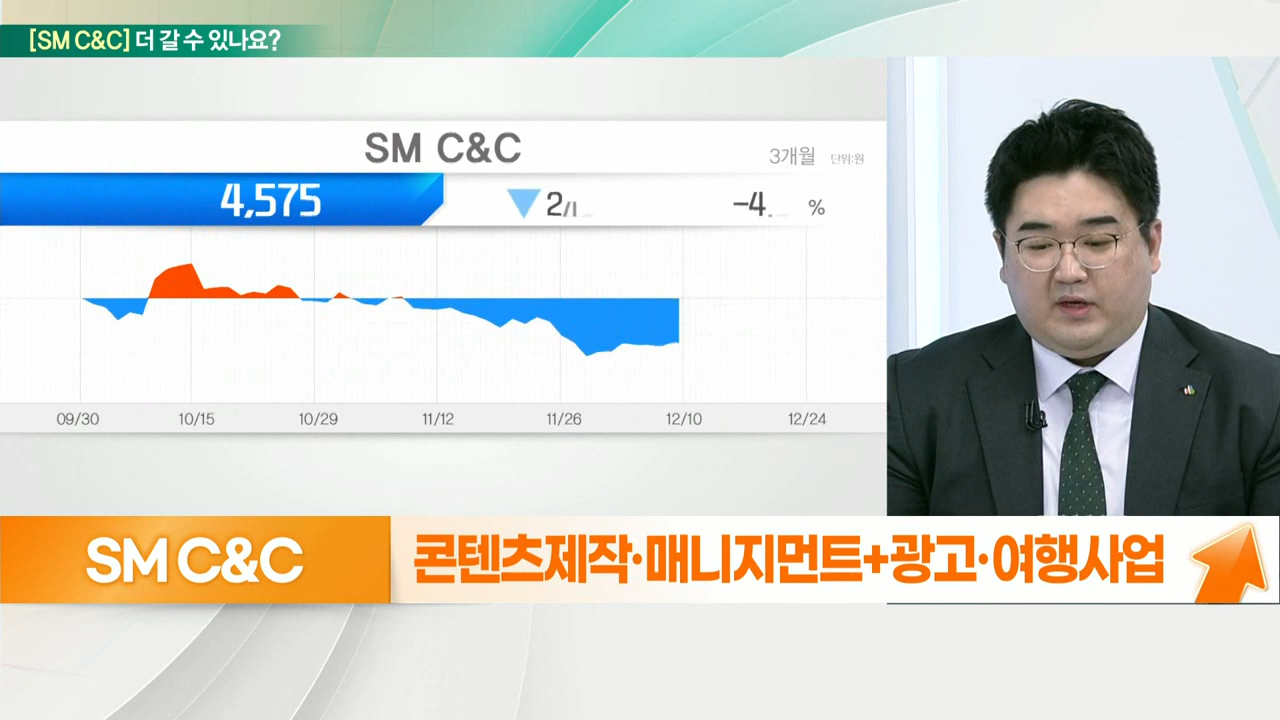 [SM C&C] 더 갈 수 있나요?
SM C&C
3개월 단위:원
4,575
%
09/30 10/15 10/29 11/12 11/26 12/10 12/24
SM C&C
콘텐츠제작·매니지먼트+광고·여행사업